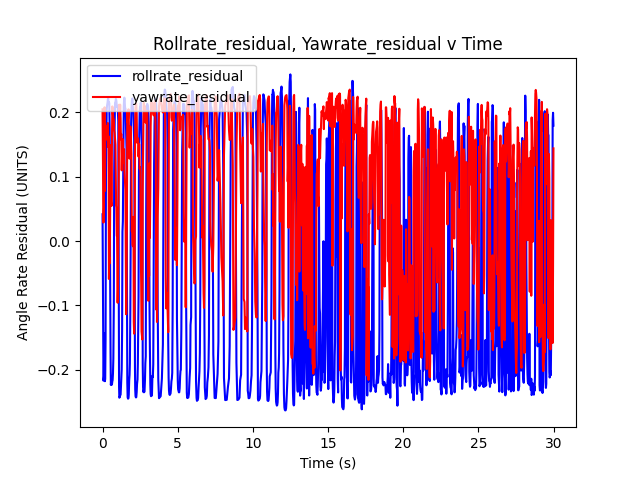 Rollrate_residual, Yawrate_residual v Time
rollrate_residual
yawrate_residual
Angle Rate Residual (UNITS)
0.2
0.1
0.0
−0.1
−0.2
0 5 10 15 20 25 30
Time (s)